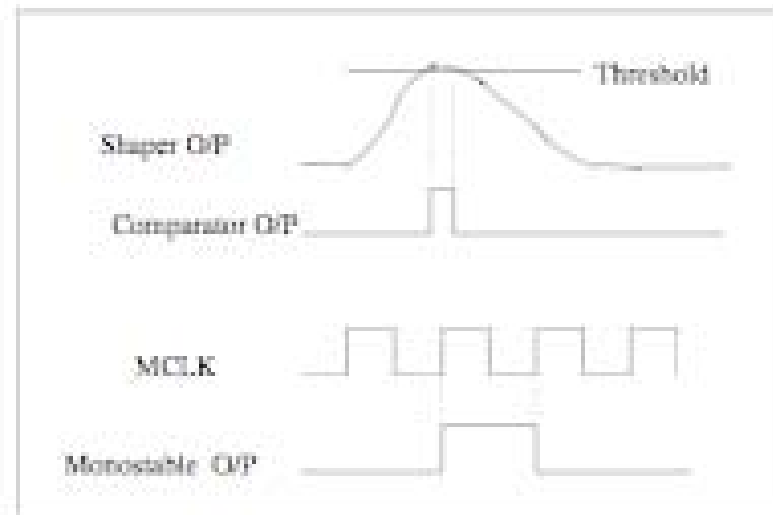 Threshold
Shaper O/P
Comparator O/P
MCLK
Monostable O/P